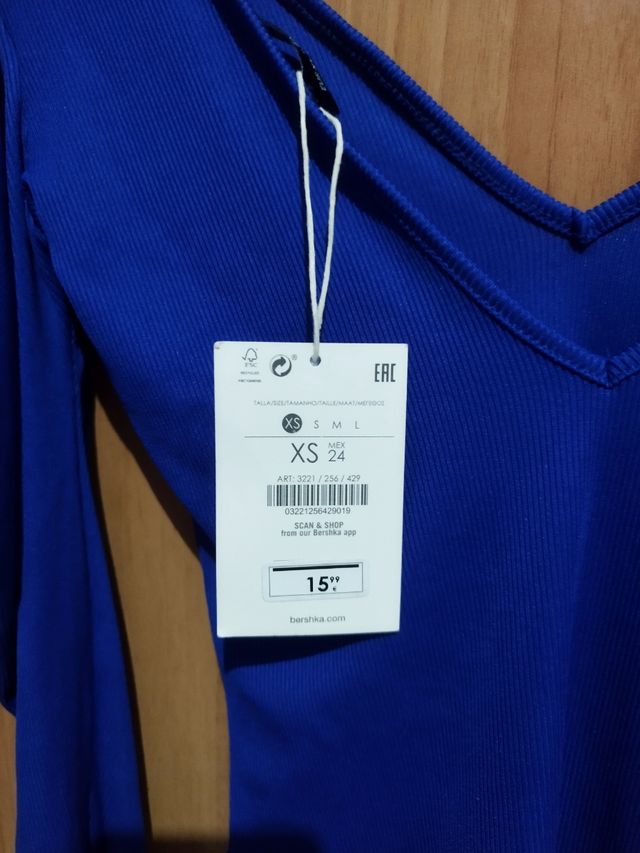 FSC
RECYCLED
®
EAC
TALLA/SIZE/TAMANHO/TAILLE/MAAT/ΜΕΓΕΘΟΣ
XS S M L
XS MEX 24
ART: 3221 / 256 / 429
03221256429019
SCAN & SHOP
from our Bershka app
15,99 €
bershka.com